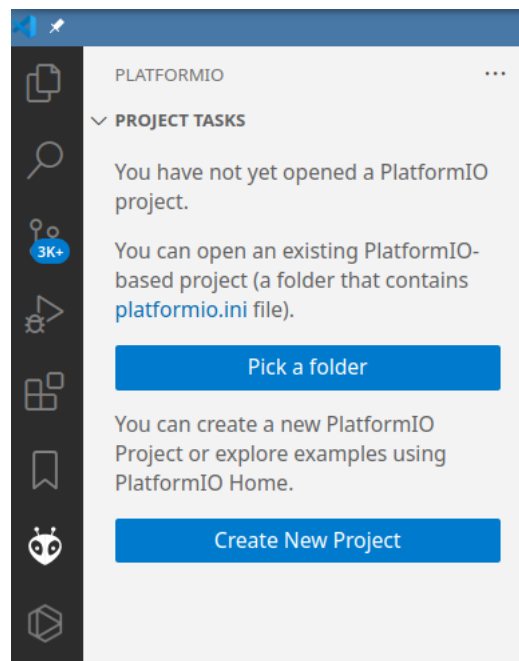 PLATFORMIO
PROJECT TASKS
You have not yet opened a PlatformIO
project.
3K+
You can open an existing PlatformIO-
based project (a folder that contains
platformio.ini file).
Pick a folder
You can create a new PlatformIO
Project or explore examples using
PlatformIO Home.
Create New Project